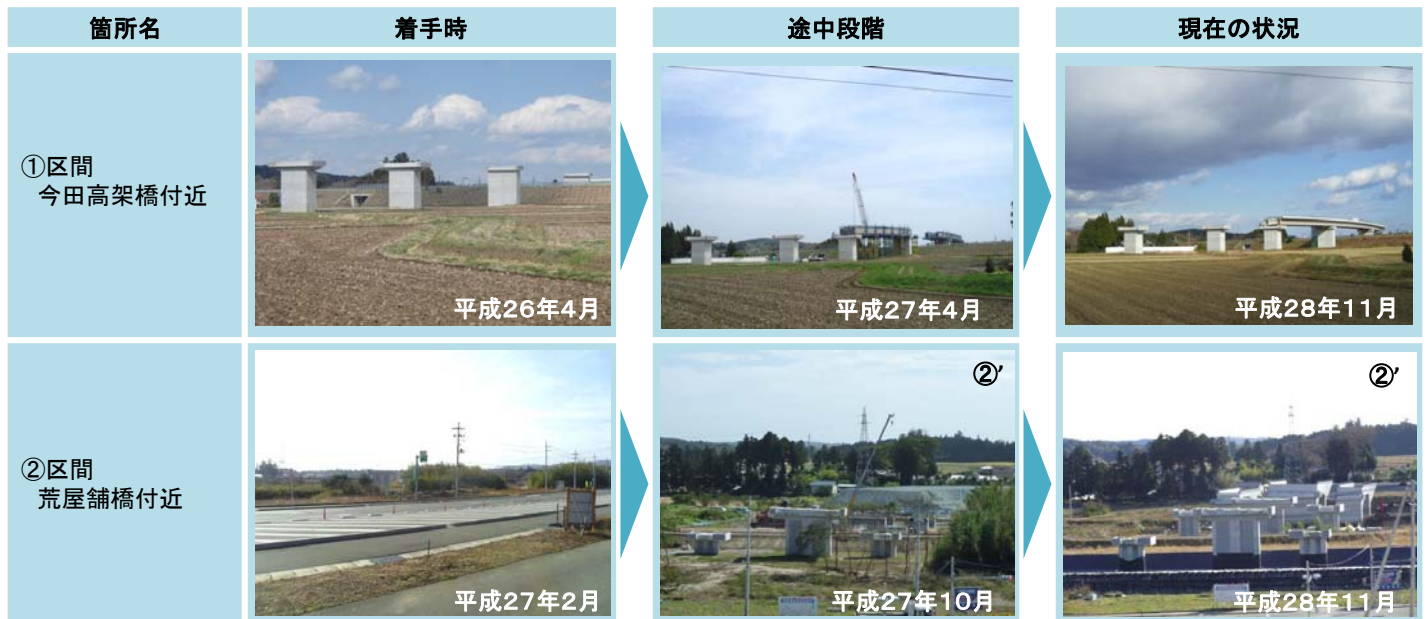 箇所名
着手時
途中段階
現在の状況
①区間
今田高架橋付近
平成26年4月
平成27年4月
平成28年11月
②区間
荒屋舗橋付近
平成27年2月
②'
平成27年10月
②'
平成28年11月